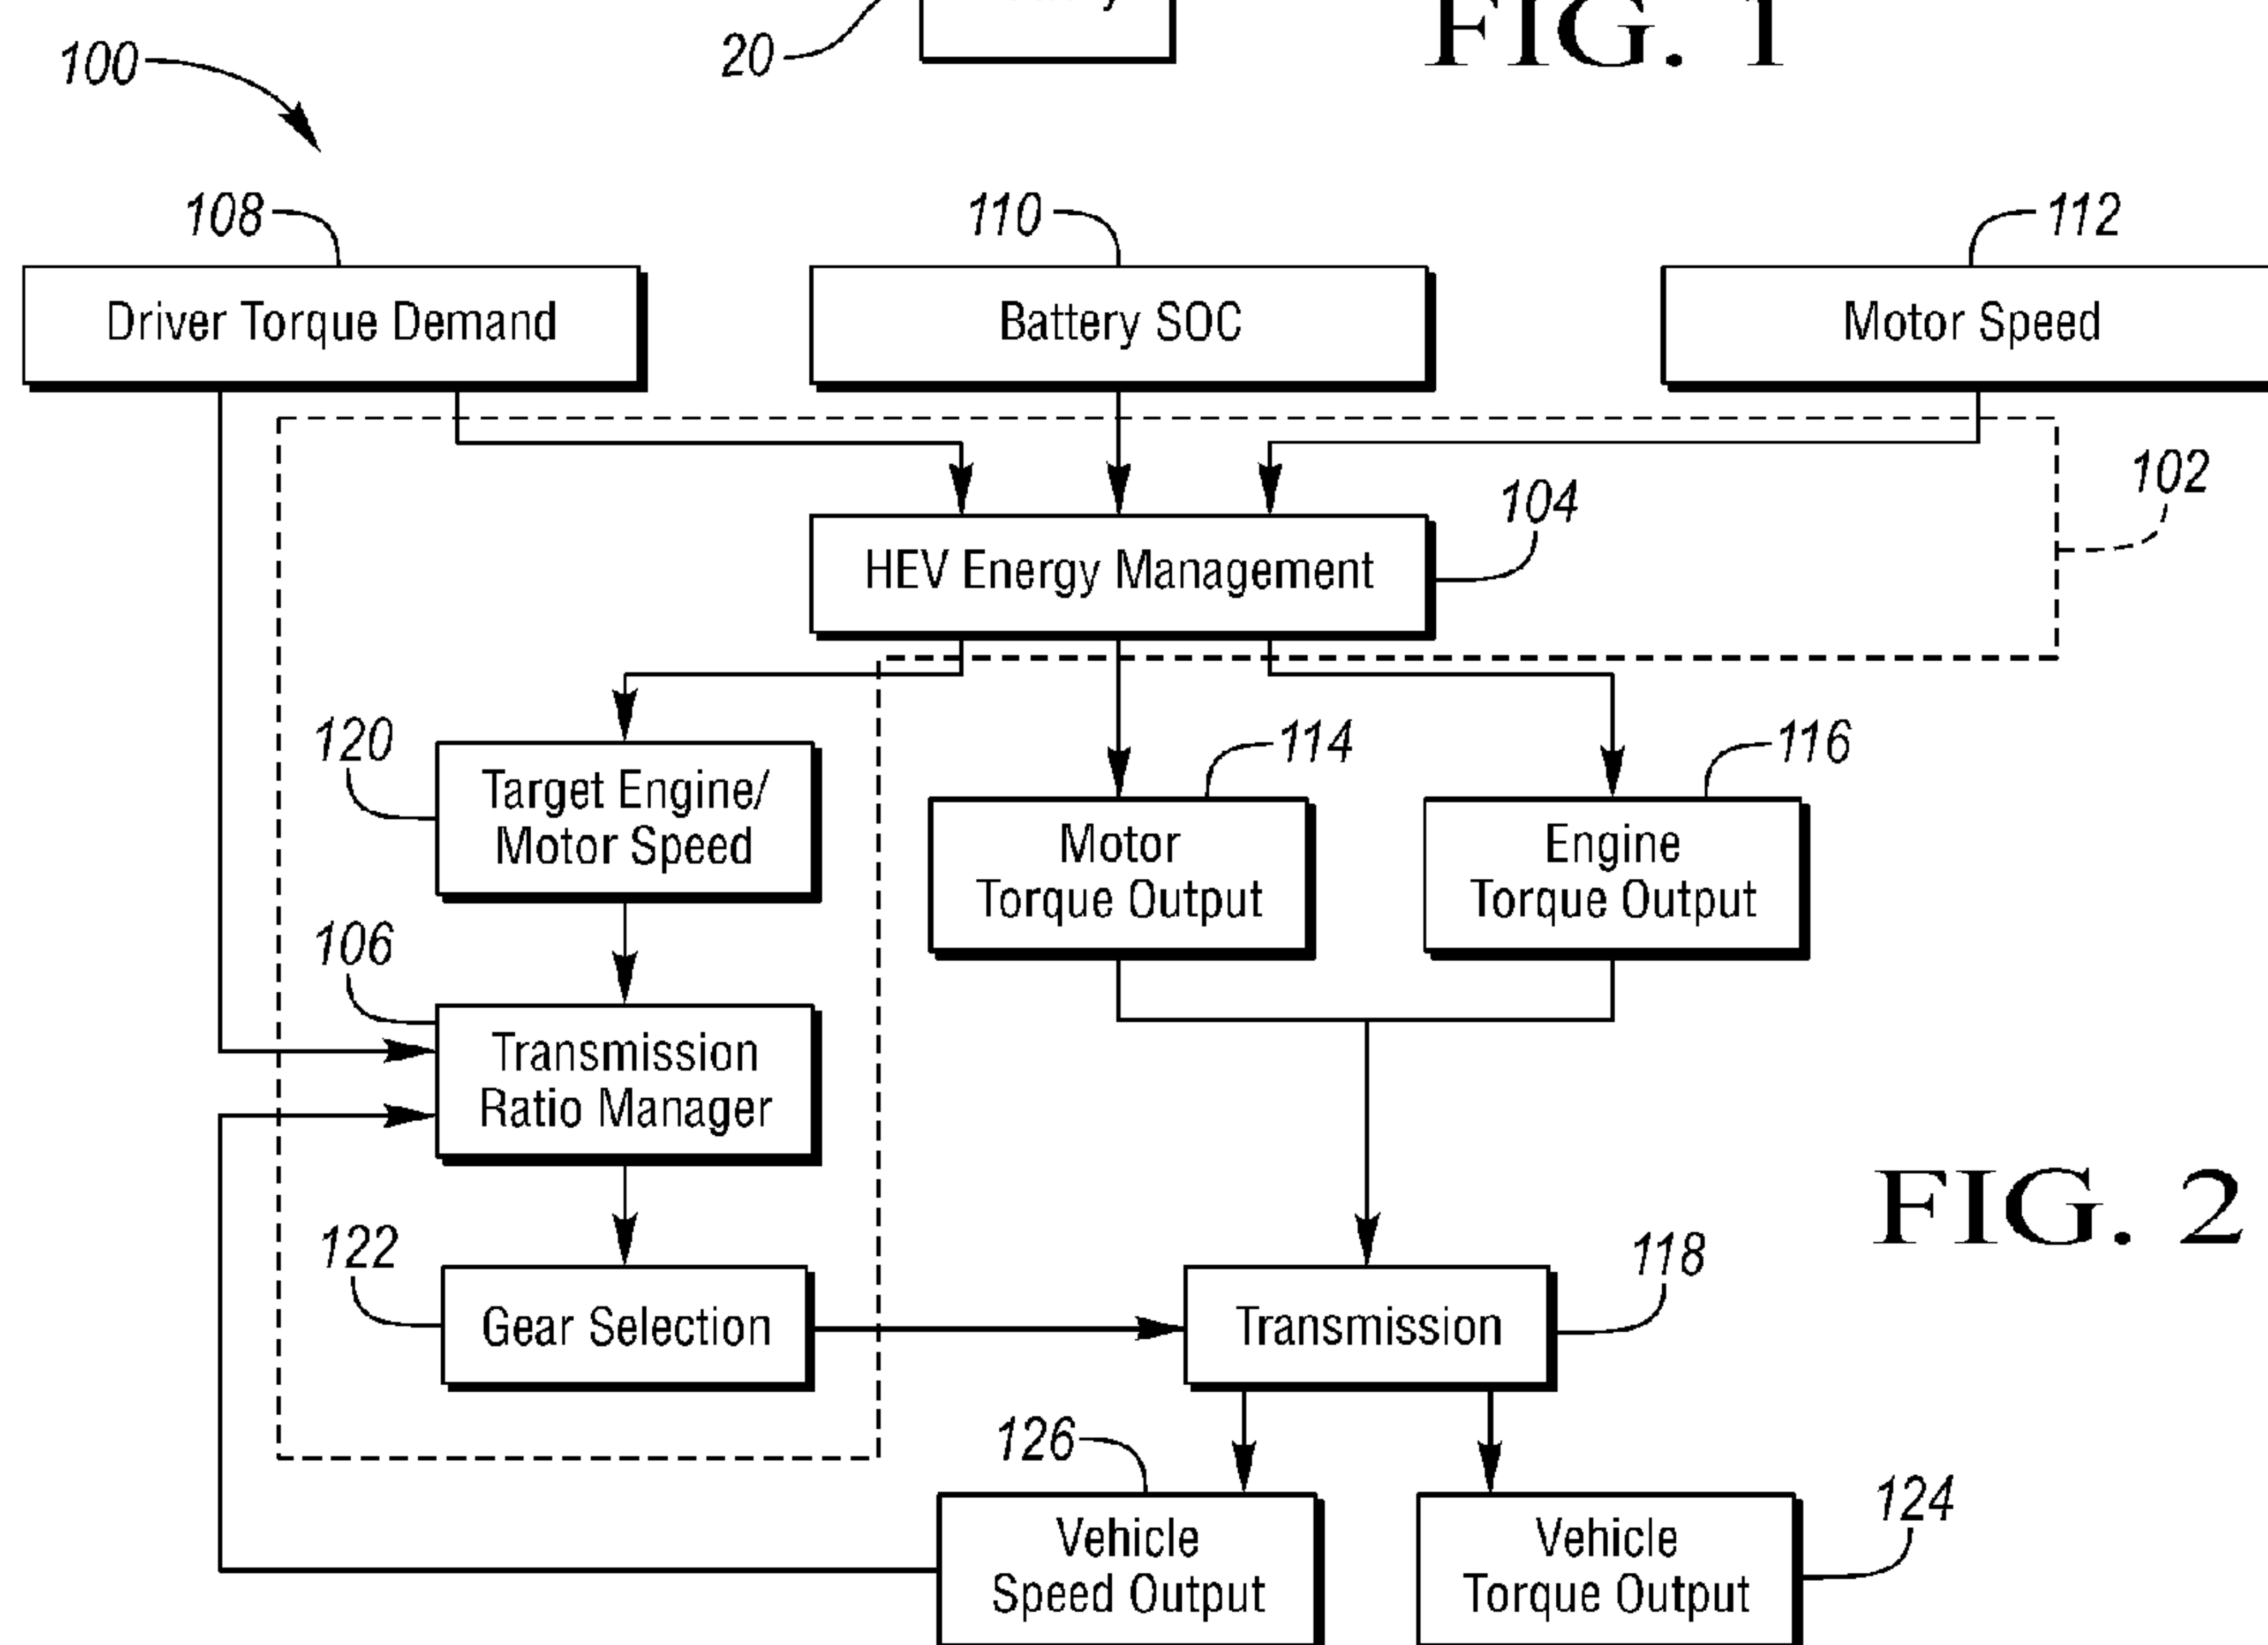 20
FIG. 1
100
108
110
112
Driver Torque Demand
Battery SOC
Motor Speed
102
104
HEV Energy Management
120
114
116
Target Engine/
Motor Speed
Motor
Torque Output
Engine
Torque Output
106
Transmission
Ratio Manager
FIG. 2
122
118
Gear Selection
Transmission
126
124
Vehicle
Speed Output
Vehicle
Torque Output